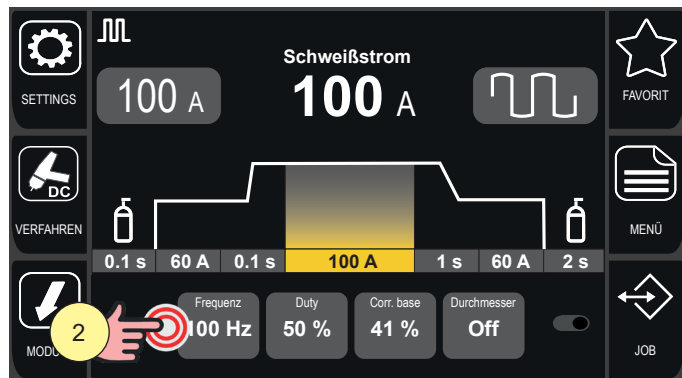 SETTINGS
DC
VERFAHREN
2
Schweißstrom
100 A
100 A
0.1 s 60 A 0.1 s 100 A 1 s 60 A 2 s
Frequenz
100 Hz
Duty
50 %
Corr. base
41 %
Durchmesser
Off
FAVORIT
MENÜ
JOB